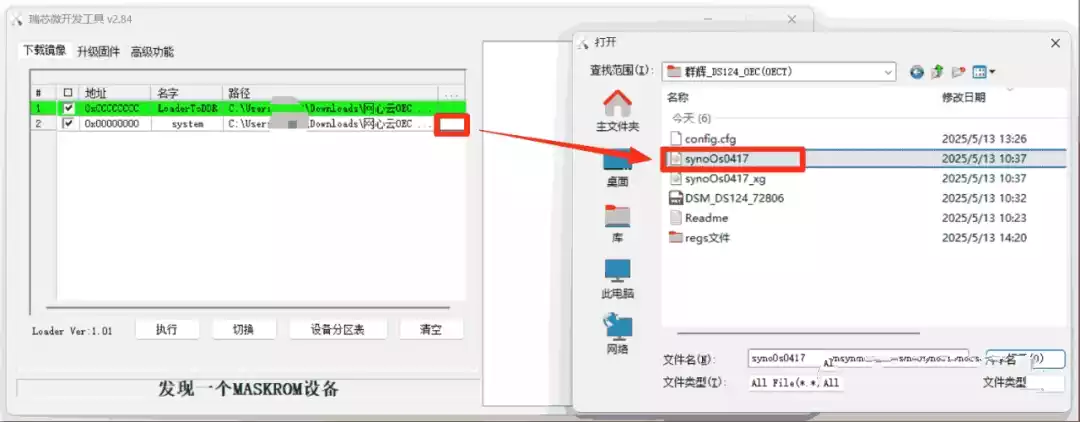 瑞芯微开发工具 v2.84
下载镜像 升级固件 高级功能
# 地址 名字 路径 ...
1 0xCCCCCCCC LoaderToDDR C:\Users \Downloads\网心云OEC ...
2 0x00000000 system C:\User \Downloads\网心云OEC ...
Loader Ver:1.01 执行 切换 设备分区表 清空
发现一个MASKROM设备
打开
查找范围(I): 群辉_DS124_OEC(OECT)
主文件夹
桌面
库
此电脑
网络
名称 修改日期
今天 (6)
config.cfg 2025/5/13 13:26
synoOs0417 2025/5/13 10:37
synoOs0417_xg 2025/5/13 10:37
DSM_DS124_72806 2025/5/13 10:32
Readme 2025/5/13 10:23
regs文件 2025/5/13 14:20
文件名(N): synoOs0417
文件类型(T): All File(*.*, All
文件类型